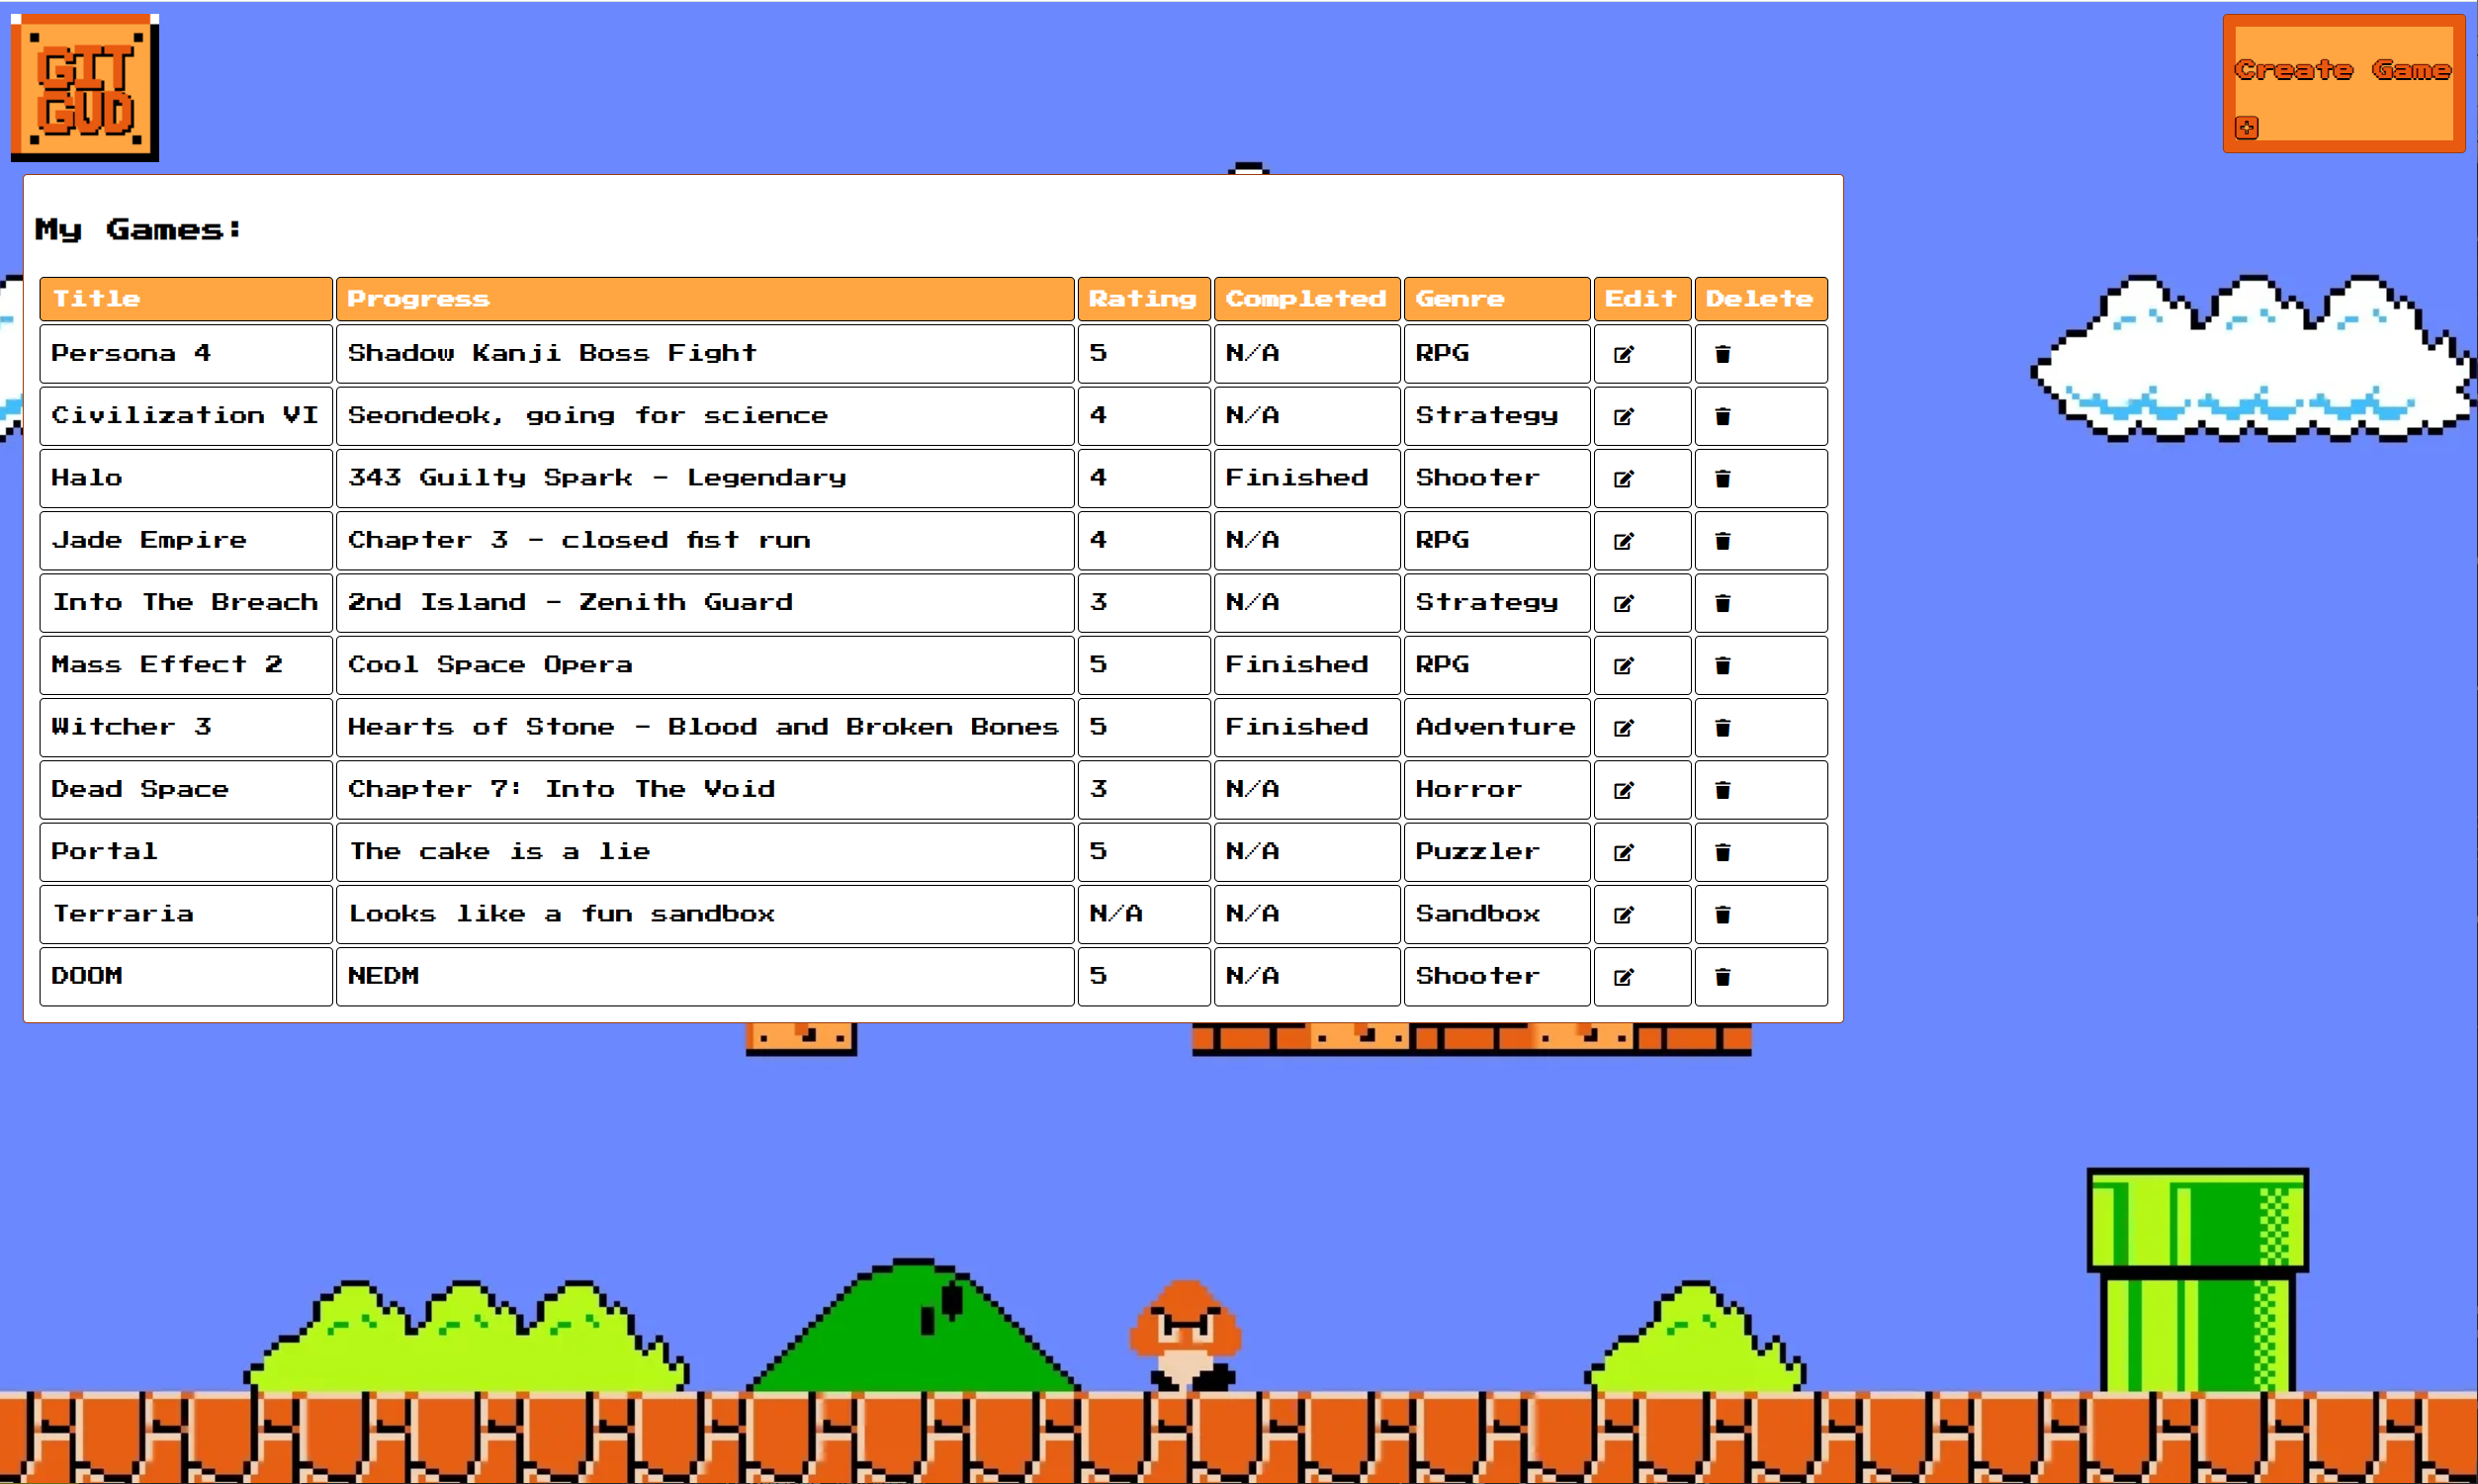 GIT
GUD
Create Game
My Games:
Title Progress Rating Completed Genre Edit Delete
Persona 4 Shadow Kanji Boss Fight 5 N/A RPG
Civilization VI Seondeok, going for science 4 N/A Strategy
Halo 343 Guilty Spark - Legendary 4 Finished Shooter
Jade Empire Chapter 3 - closed fist run 4 N/A RPG
Into The Breach 2nd Island - Zenith Guard 3 N/A Strategy
Mass Effect 2 Cool Space Opera 5 Finished RPG
Witcher 3 Hearts of Stone - Blood and Broken Bones 5 Finished Adventure
Dead Space Chapter 7: Into The Void 3 N/A Horror
Portal The cake is a lie 5 N/A Puzzler
Terraria Looks like a fun sandbox N/A N/A Sandbox
DOOM NEDM 5 N/A Shooter